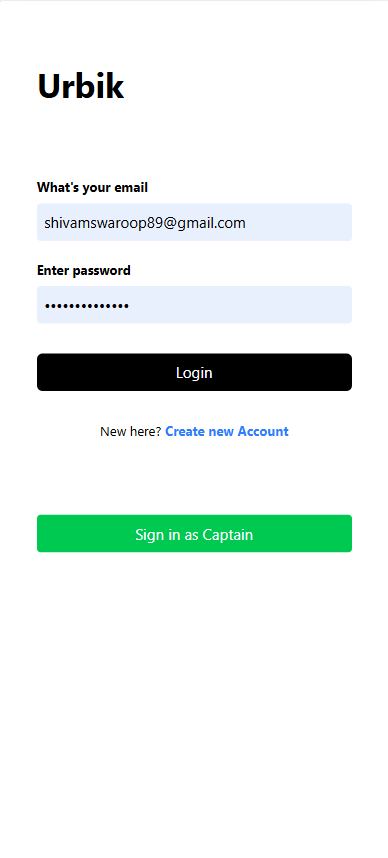 Urbik
What's your email
shivamswaroop89@gmail.com
Enter password
••••••••••••••
Login
New here? Create new Account
Sign in as Captain